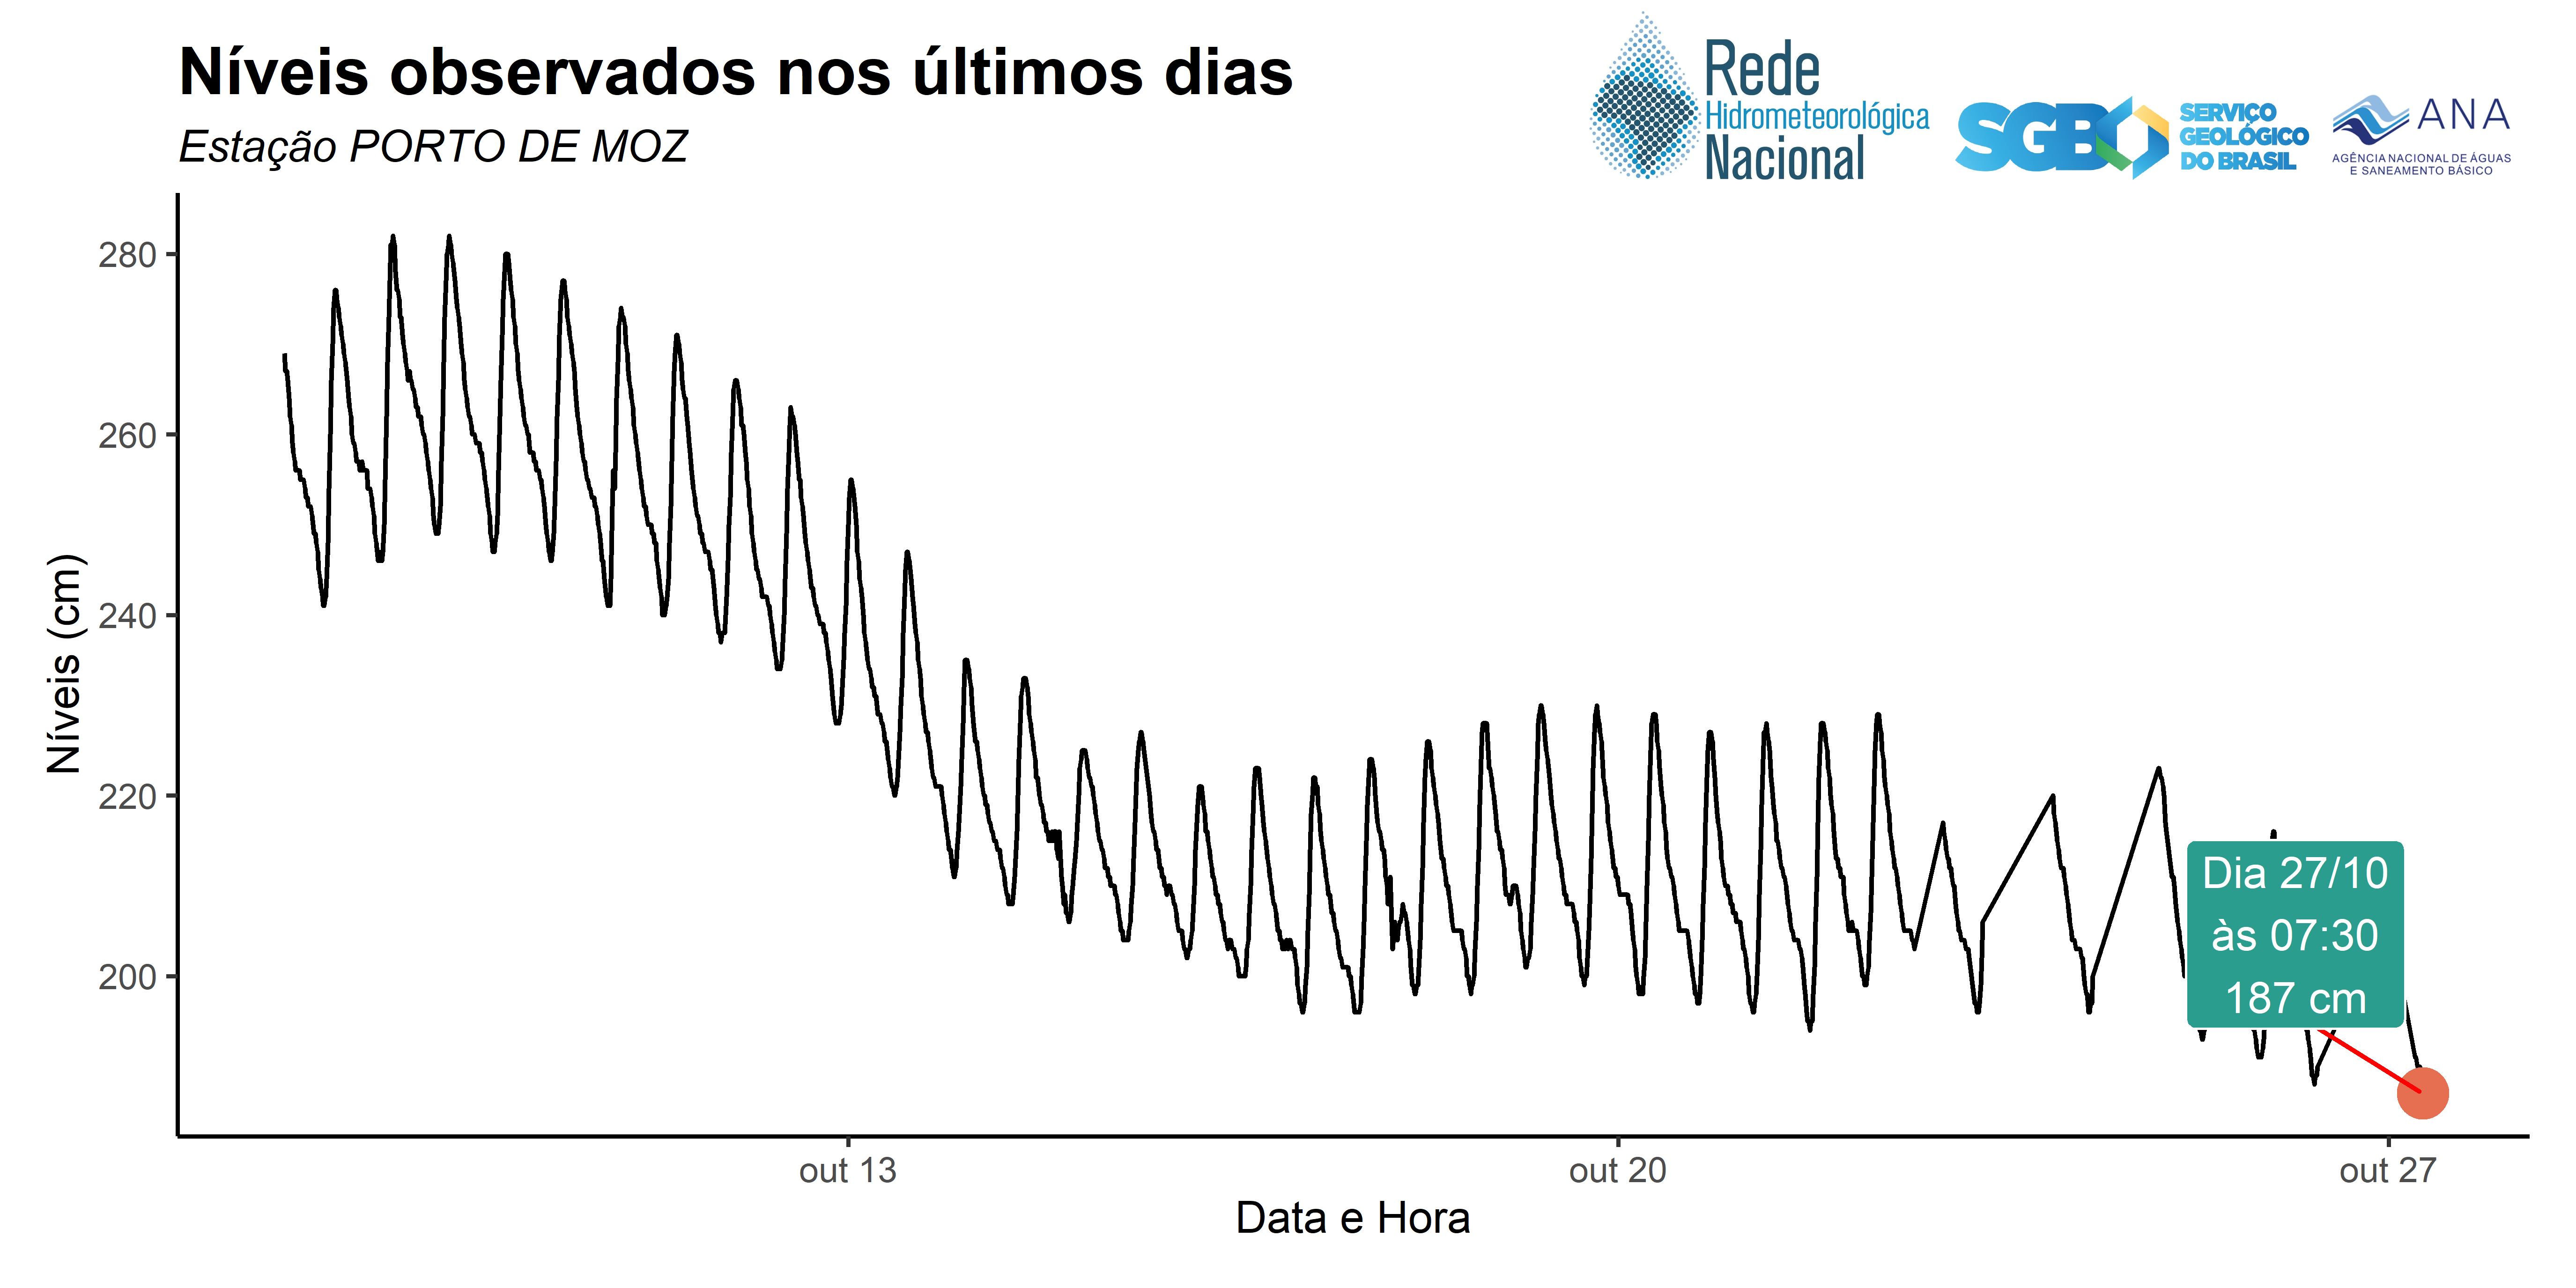 Níveis observados nos últimos dias
Estação PORTO DE MOZ
Rede
Hidrometeorológica
Nacional
SGB
SERVIÇO
GEOLÓGICO
DO BRASIL
ANA
AGÊNCIA NACIONAL DE ÁGUAS
E SANEAMENTO BÁSICO
Níveis (cm)
280
260
240
220
200
Dia 27/10
às 07:30
187 cm
out 13
out 20
out 27
Data e Hora